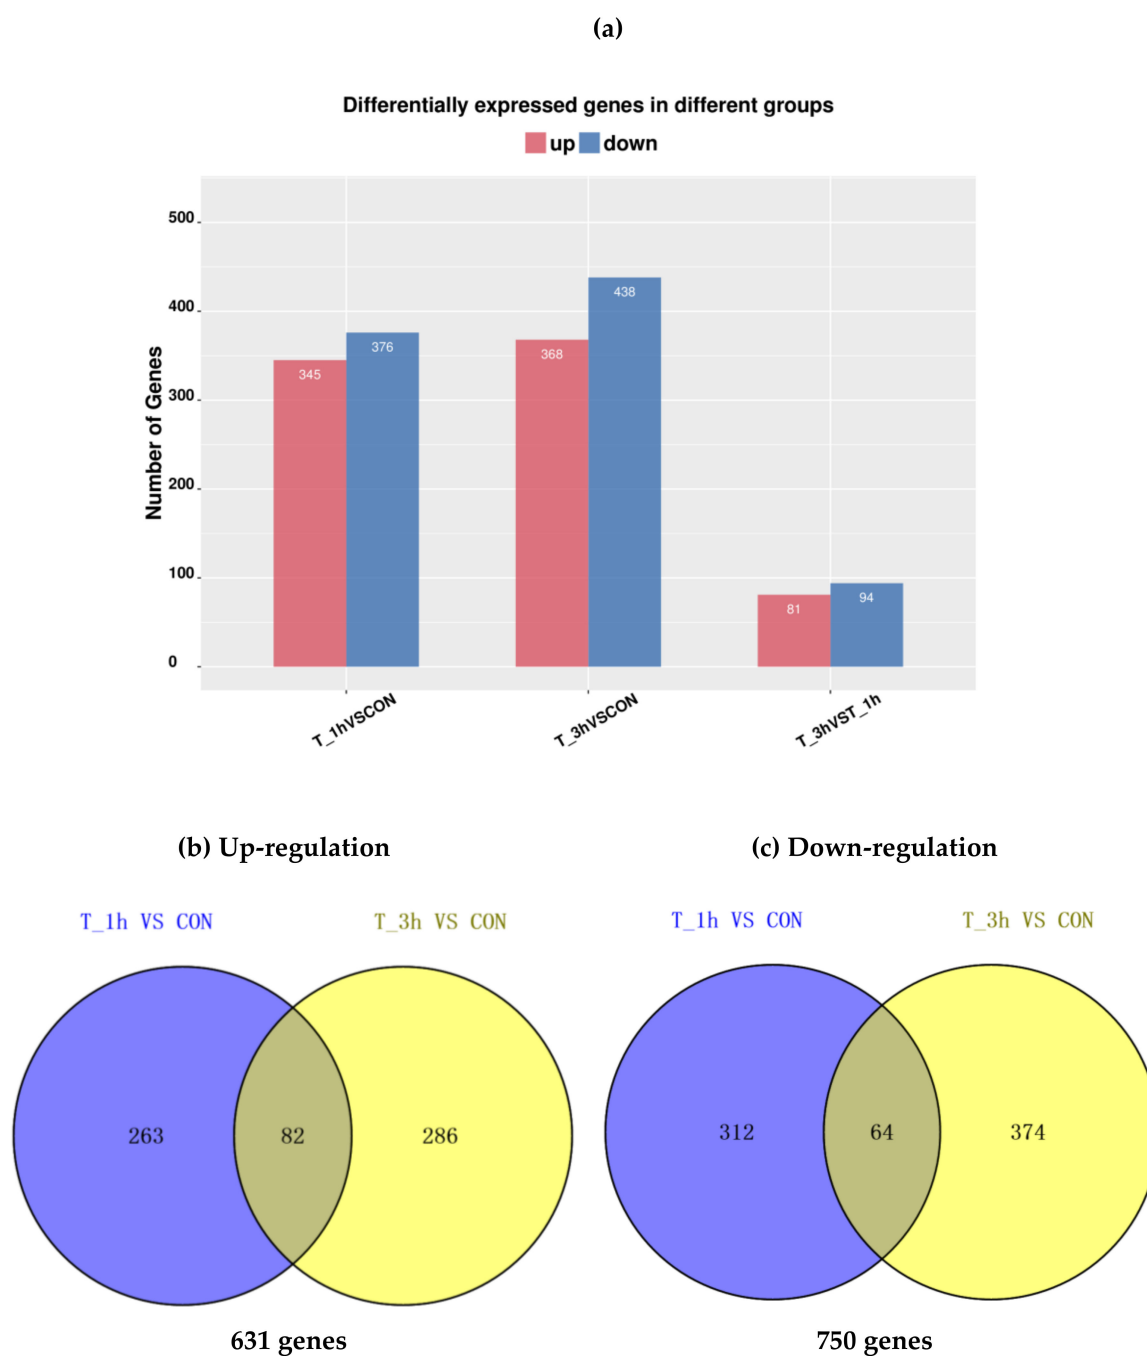 (a)
Differentially expressed genes in different groups
up down
Number of Genes
500
400
300
200
100
0
345 376
368 438
81 94
T_1hVSCON T_3hVSCON T_3hVST_1h
(b) Up-regulation
T_1h VS CON T_3h VS CON
263 82 286
631 genes
(c) Down-regulation
T_1h VS CON T_3h VS CON
312 64 374
750 genes